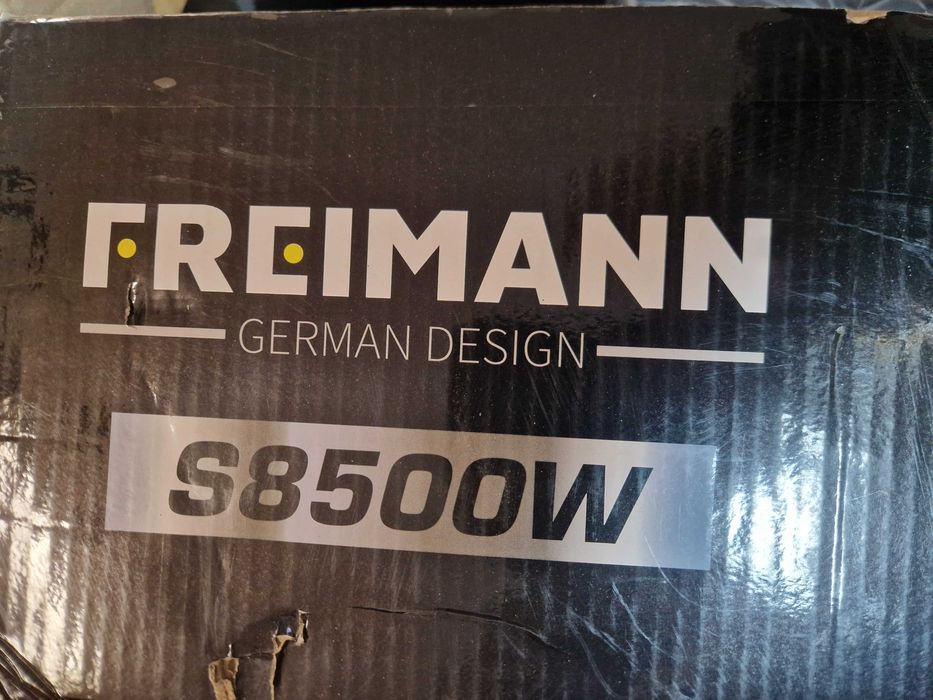 FREIMANN
GERMAN DESIGN
S8500W